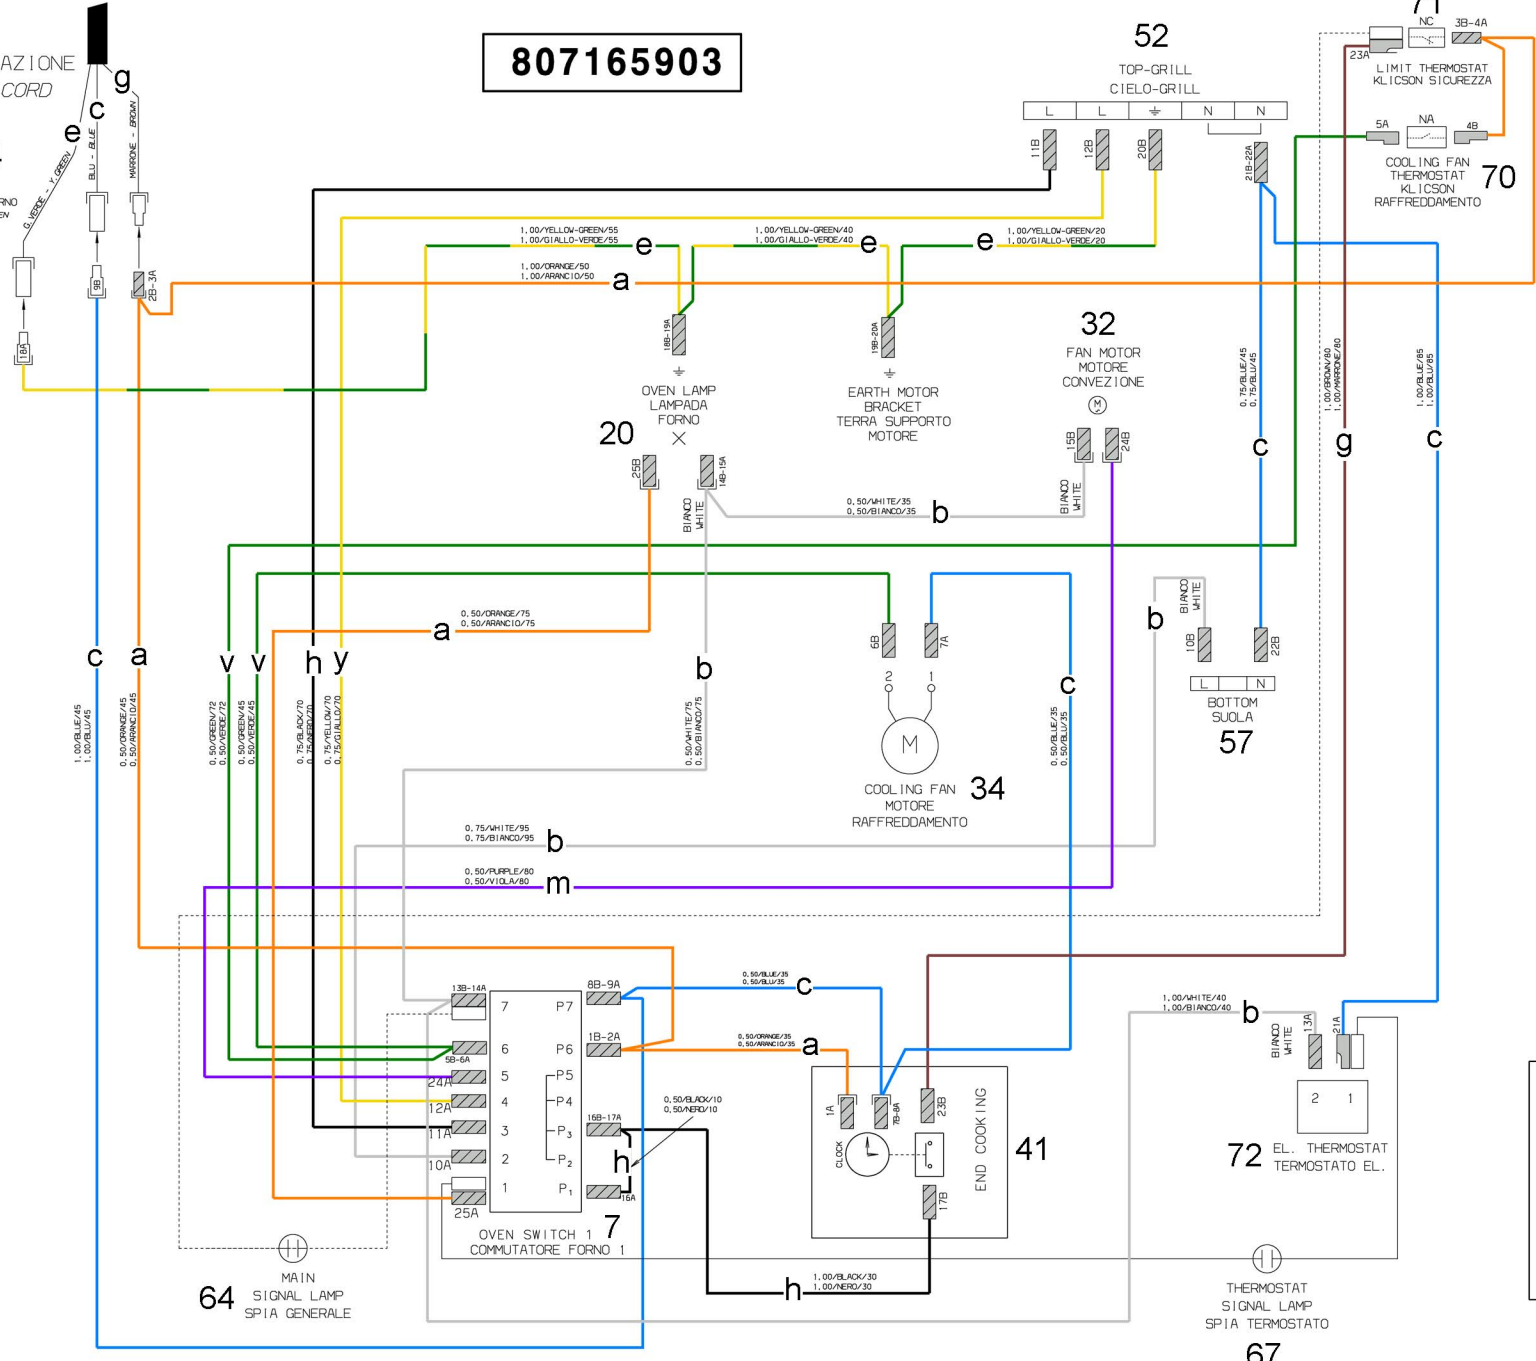 AZIONE
CORD
g
c
e
G.VERDE - Y.GREEN
BLU - BLUE
MARRONE - BROWN
RNO
EN
18A
9B
2B-3A
807165903
52
TOP-GRILL
CIELO-GRILL
L L N N
11B
12B
20B
21B-22A
71
NC
3B-4A
23A
LIMIT THERMOSTAT
KLICSON SICUREZZA
5A
NA
4B
COOLING FAN
THERMOSTAT
KLICSON
RAFFREDDAMENTO
70
1.00/YELLOW-GREEN/55
1.00/GIALLO-VERDE/55
e
1.00/YELLOW-GREEN/40
1.00/GIALLO-VERDE/40
e
e
1.00/YELLOW-GREEN/20
1.00/GIALLO-VERDE/20
1.00/ORANGE/50
1.00/ARANCIO/50
a
18B-19A
OVEN LAMP
LAMPADA
FORNO
20
19B-20A
EARTH MOTOR
BRACKET
TERRA SUPPORTO
MOTORE
32
FAN MOTOR
MOTORE
CONVEZIONE
M
15B
24B
25B
14B-15A
BIANCO
WHITE
0.50/WHITE/35
0.50/BIANCO/35
b
BIANCO
WHITE
0.75/BLUE/45
0.75/BLU/45
c
1.00/BROWN/80
1.00/MARRONE/80
g
1.00/BLUE/85
1.00/BLU/85
c
0.50/ORANGE/75
0.50/ARANCIO/75
a
c
1.00/BLUE/45
1.00/BLU/45
a
0.50/ORANGE/45
0.50/ARANCIO/45
v
0.50/GREEN/72
0.50/VERDE/72
v
0.50/GREEN/45
0.50/VERDE/45
h
0.75/BLACK/70
0.75/NERO/70
y
0.75/YELLOW/70
0.75/GIALLO/70
b
0.50/WHITE/75
0.50/BIANCO/75
6B
7A
2 1
M
COOLING FAN
MOTORE
RAFFREDDAMENTO
34
c
0.50/BLUE/35
0.50/BLU/35
b
BIANCO
WHITE
10B
22B
L N
BOTTOM
SUOLA
57
0.75/WHITE/95
0.75/BIANCO/95
b
0.50/PURPLE/80
0.50/VIOLA/80
m
13B-14A
5B-6A
24A
12A
11A
10A
25A
7 P7
6 P6
5 P5
4 P4
3 P3
2 P2
1 P1
8B-9A
1B-2A
16B-17A
16A
0.50/BLUE/35
0.50/BLU/35
c
0.50/ORANGE/35
0.50/ARANCIO/35
a
0.50/BLACK/10
0.50/NERO/10
h
OVEN SWITCH 1
COMMUTATORE FORNO 1
7
1A
7B-8A
23B
CLOCK
17B
END COOKING
41
1.00/BLACK/30
1.00/NERO/30
h
1.00/WHITE/40
1.00/BIANCO/40
b
BIANCO
WHITE
13A
21A
2 1
72
EL. THERMOSTAT
TERMOSTATO EL.
64
MAIN
SIGNAL LAMP
SPIA GENERALE
THERMOSTAT
SIGNAL LAMP
SPIA TERMOSTATO
67